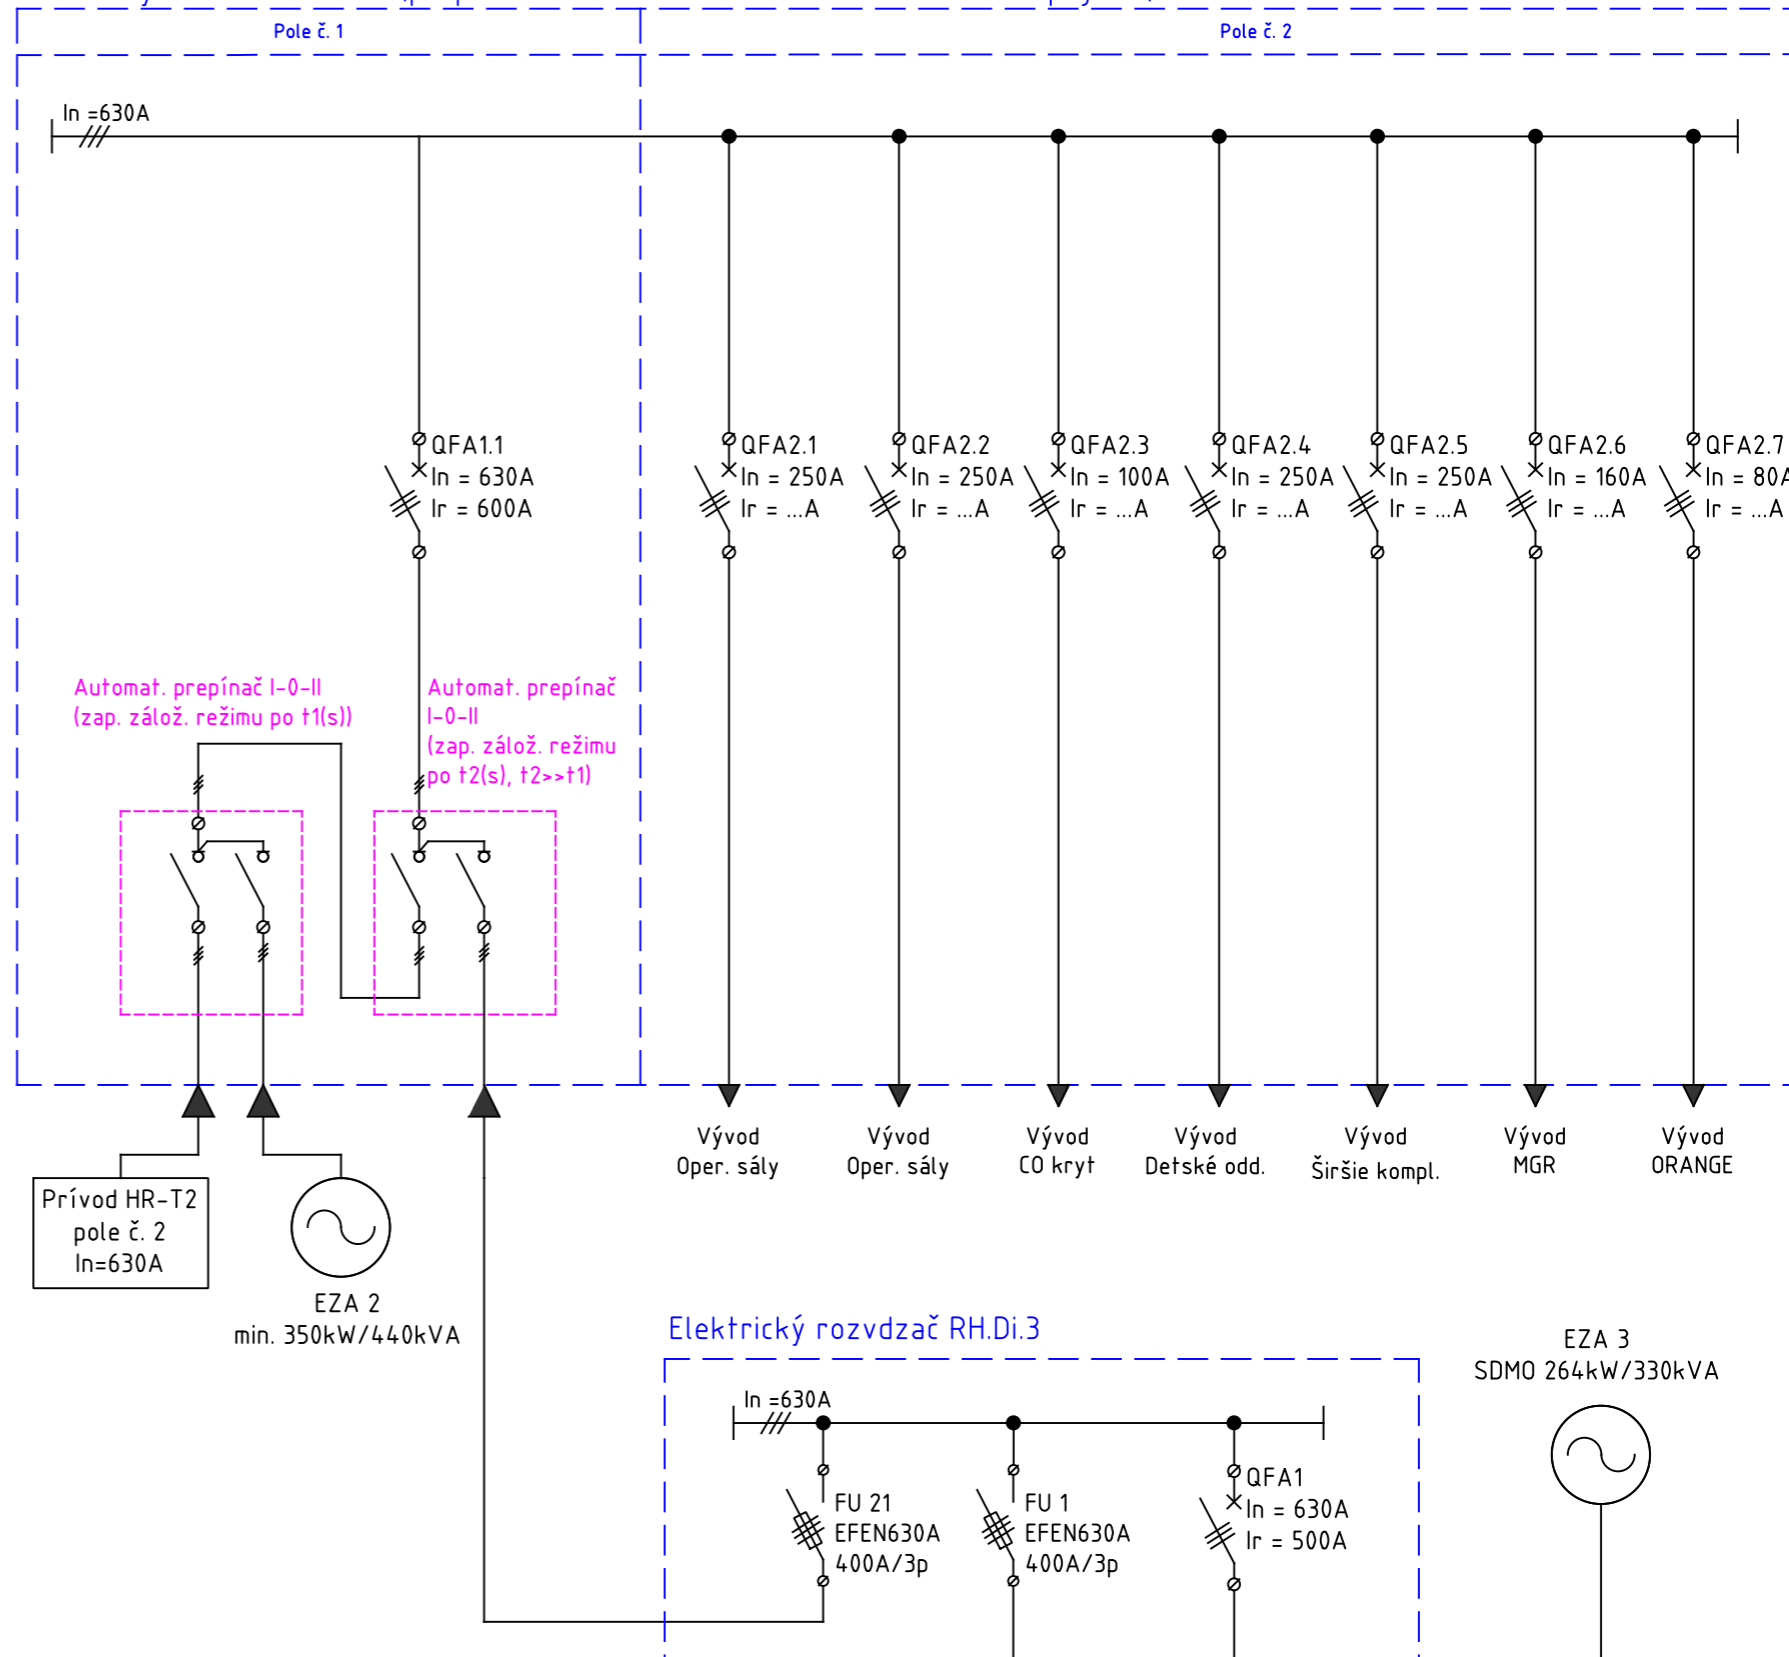 Pole č. 1
Pole č. 2
In =630A
QFA1.1
In = 630A
Ir = 600A
QFA2.1
In = 250A
Ir = ...A
QFA2.2
In = 250A
Ir = ...A
QFA2.3
In = 100A
Ir = ...A
QFA2.4
In = 250A
Ir = ...A
QFA2.5
In = 250A
Ir = ...A
QFA2.6
In = 160A
Ir = ...A
QFA2.7
In = 80A
Ir = ...A
Automat. prepínač I-0-II
(zap. zálož. režimu po t1(s))
Automat. prepínač
I-0-II
(zap. zálož. režimu
po t2(s), t2>>t1)
Vývod
Oper. sály
Vývod
Oper. sály
Vývod
CO kryt
Vývod
Detské odd.
Vývod
Širšie kompl.
Vývod
MGR
Vývod
ORANGE
Prívod HR-T2
pole č. 2
In=630A
EZA 2
min. 350kW/440kVA
Elektrický rozvdzač RH.Di.3
EZA 3
SDMO 264kW/330kVA
In =630A
FU 21
EFEN630A
400A/3p
FU 1
EFEN630A
400A/3p
QFA1
In = 630A
Ir = 500A